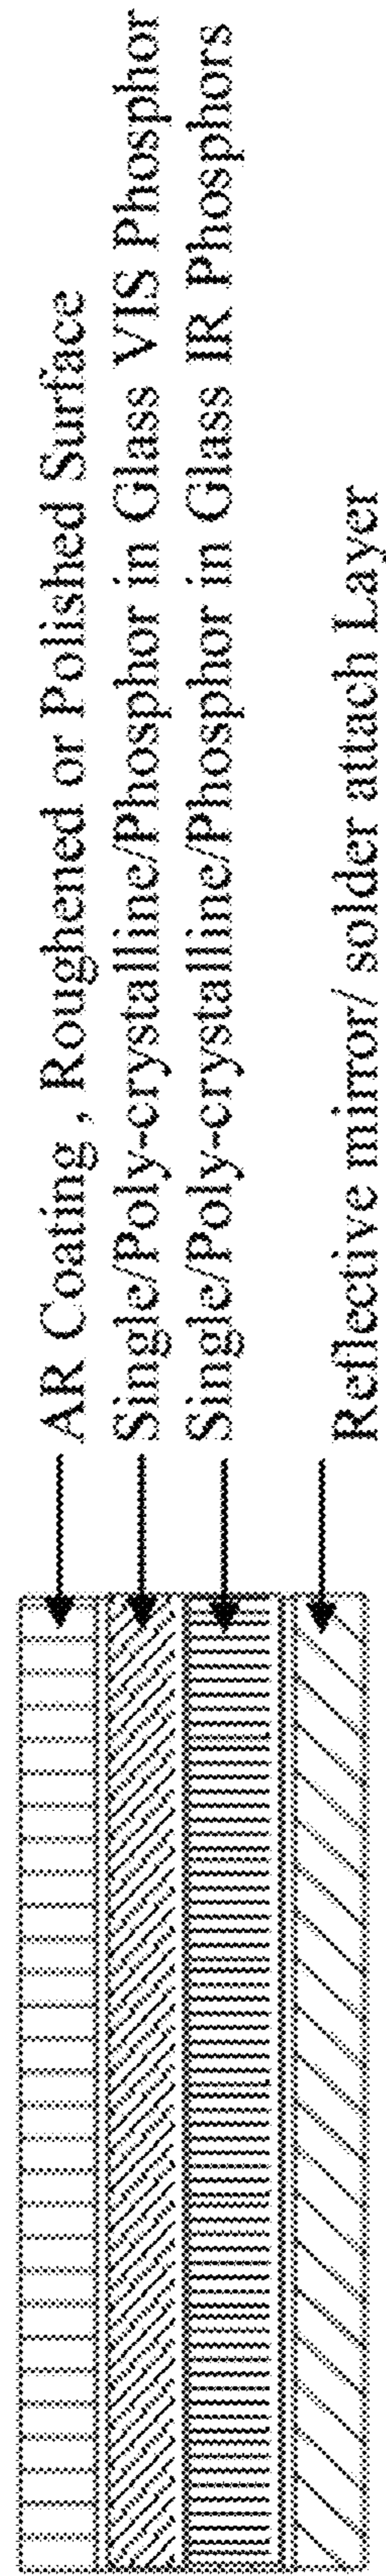 AR Coating , Roughened or Polished Surface
Single/Poly-crystalline/Phosphor in Glass VIS Phosphor
Single/Poly-crystalline/Phosphor in Glass IR Phosphors
Reflective mirror/ solder attach Layer